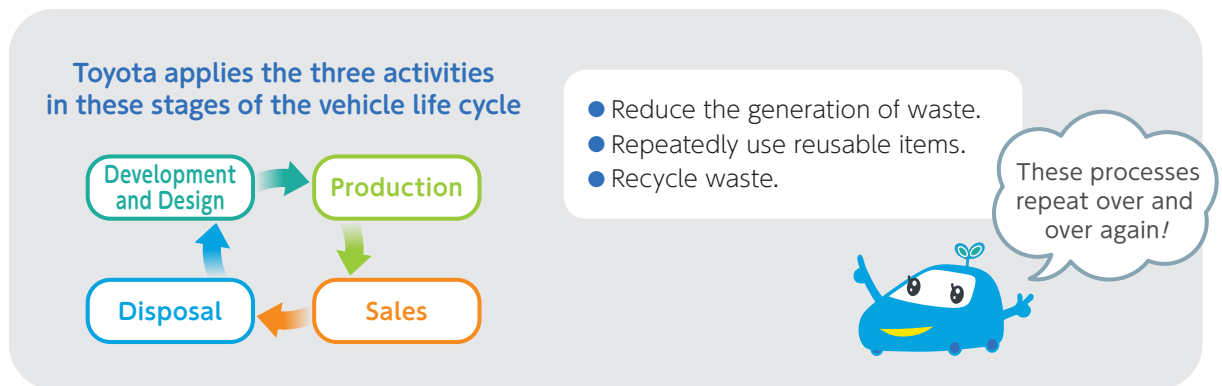 Toyota applies the three activities
in these stages of the vehicle life cycle
Development
and Design
Production
Disposal
Sales
● Reduce the generation of waste.
● Repeatedly use reusable items.
● Recycle waste.
These processes
repeat over and
over again!